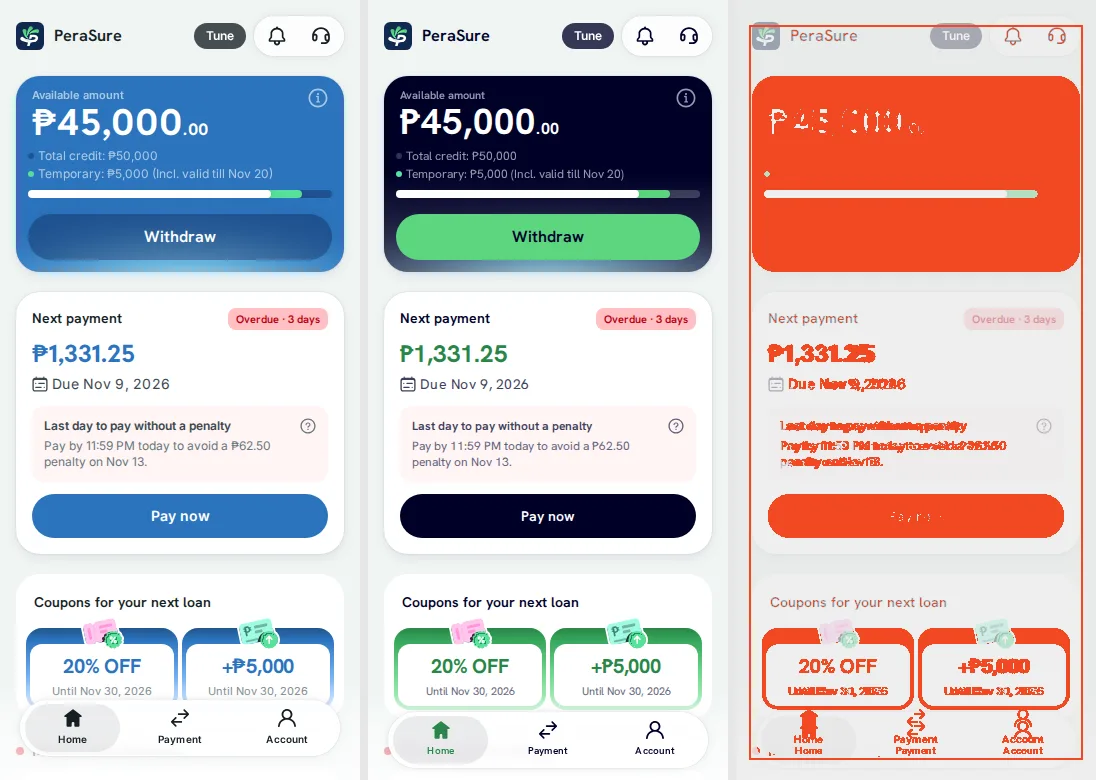 PeraSure
Tune
Available amount
₱45,000.00
Total credit: ₱50,000
Temporary: ₱5,000 (Incl. valid till Nov 20)
Withdraw
Next payment
Overdue · 3 days
₱1,331.25
Due Nov 9, 2026
Last day to pay without a penalty
Pay by 11:59 PM today to avoid a ₱62.50
penalty on Nov 13.
Pay now
Coupons for your next loan
20% OFF
+₱5,000
Until Nov 30, 2026
Until Nov 30, 2026
Home
Payment
Account
PeraSure
Tune
Available amount
₱45,000.00
Total credit: ₱50,000
Temporary: ₱5,000 (Incl. valid till Nov 20)
Withdraw
Next payment
Overdue · 3 days
₱1,331.25
Due Nov 9, 2026
Last day to pay without a penalty
Pay by 11:59 PM today to avoid a ₱62.50
penalty on Nov 13.
Pay now
Coupons for your next loan
20% OFF
+₱5,000
Until Nov 30, 2026
Until Nov 30, 2026
Home
Payment
Account
PeraSure
Tune
Next payment
Overdue · 3 days
₱1,331.25
Coupons for your next loan
20% OFF
+₱5,000
Home
Payment
Account
Home
Payment
Account